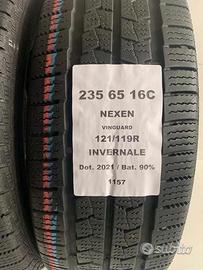 235 65 16C
NEXEN
VINGUARD
121/119R
INVERNALE
Dot. 2021 / Bat. 90%
1157
subito